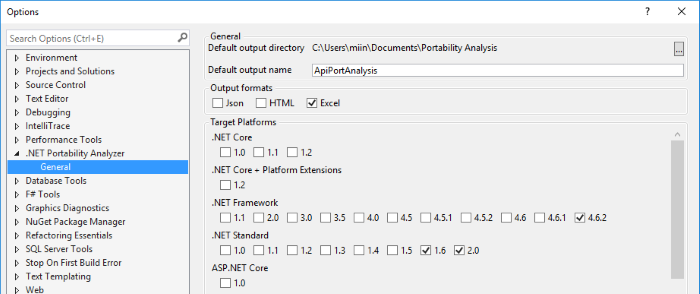 Options
?
Search Options (Ctrl+E)
Environment
Projects and Solutions
Source Control
Text Editor
Debugging
IntelliTrace
Performance Tools
.NET Portability Analyzer
General
Database Tools
F# Tools
Graphics Diagnostics
NuGet Package Manager
Refactoring Essentials
SQL Server Tools
Stop On First Build Error
Text Templating
Web
General
Default output directory C:\Users\miin\Documents\Portability Analysis ...
Default output name ApiPortAnalysis
Output formats
Json HTML Excel
Target Platforms
.NET Core
1.0 1.1 1.2
.NET Core + Platform Extensions
1.2
.NET Framework
1.1 2.0 3.0 3.5 4.0 4.5 4.5.1 4.5.2 4.6 4.6.1 4.6.2
.NET Standard
1.0 1.1 1.2 1.3 1.4 1.5 1.6 2.0
ASP.NET Core
1.0